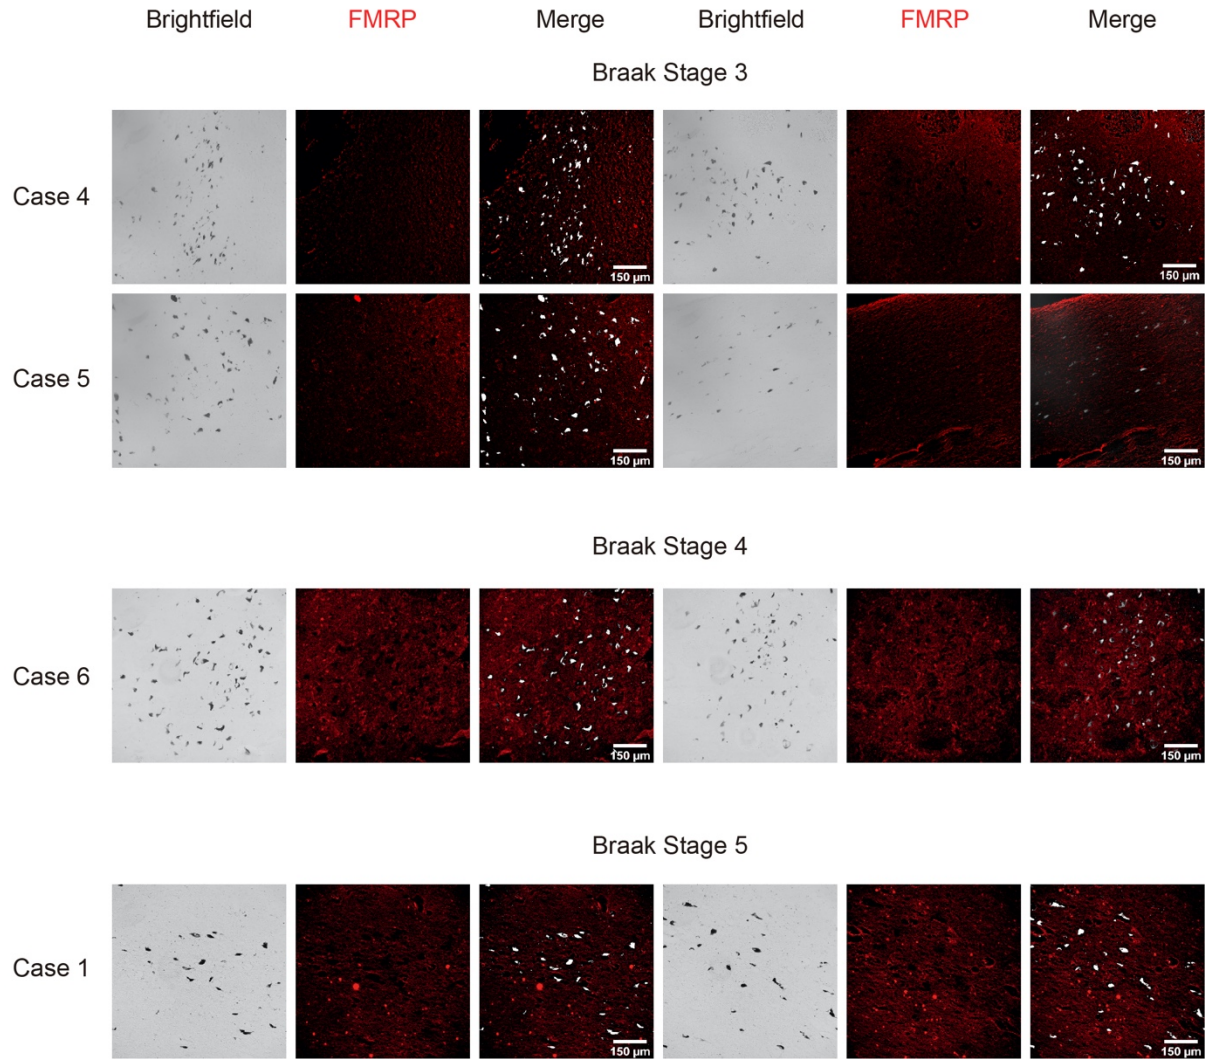 Brightfield FMRP Merge Brightfield FMRP Merge
Braak Stage 3
Case 4
150 µm 150 µm
Case 5
150 µm 150 µm
Braak Stage 4
Case 6
150 µm 150 µm
Braak Stage 5
Case 1
150 µm 150 µm